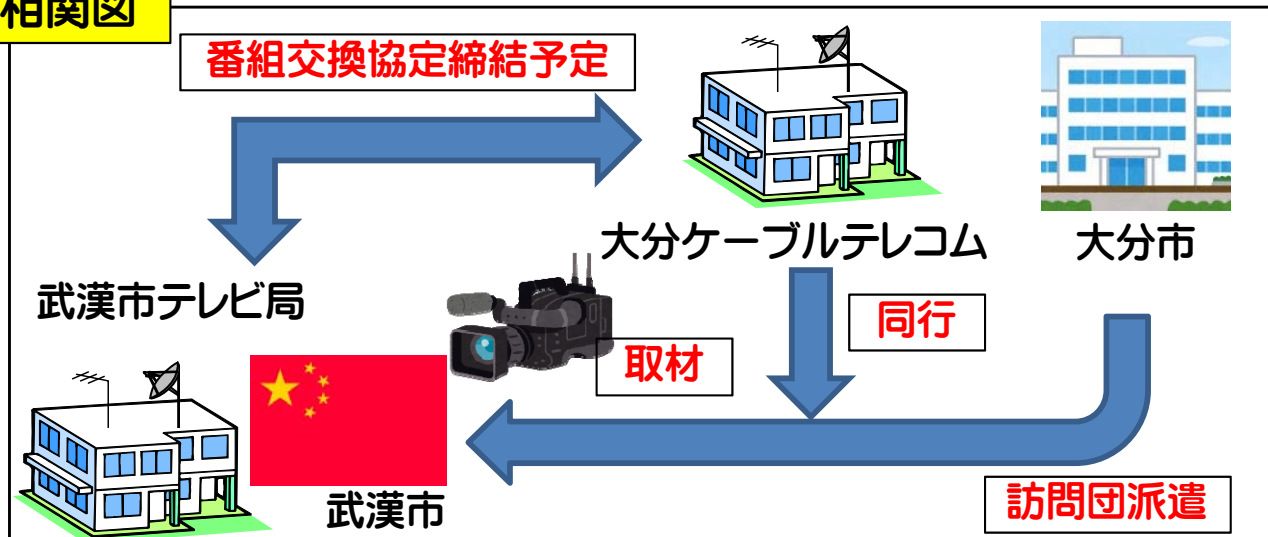 相関図
番組交換協定締結予定
大分ケーブルテレコム
大分市
武漢市テレビ局
同行
取材
武漢市
訪問団派遣